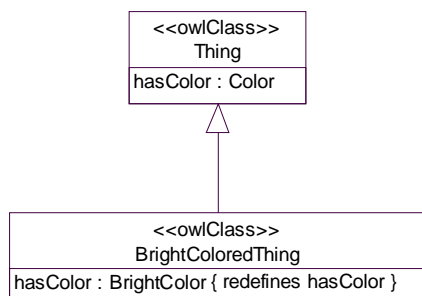 <<owlClass>>
Thing
hasColor : Color
<<owlClass>>
BrightColoredThing
hasColor : BrightColor { redefines hasColor }